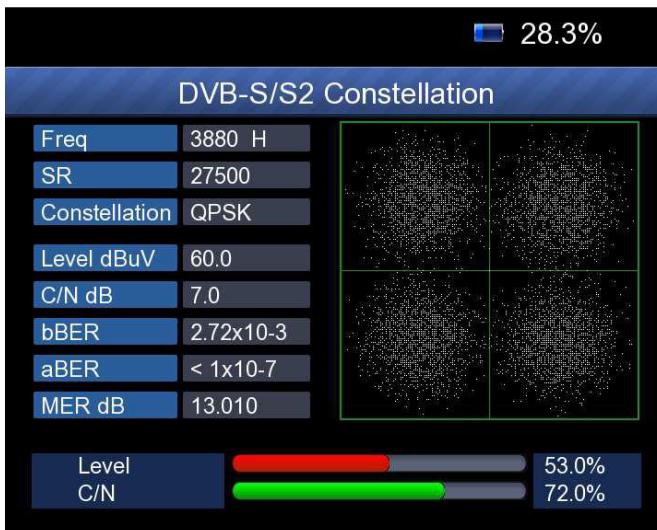 28.3%
DVB-S/S2 Constellation
Freq 3880 H
SR 27500
Constellation QPSK
Level dBuV 60.0
C/N dB 7.0
bBER 2.72x10-3
aBER < 1x10-7
MER dB 13.010
Level 53.0%
C/N 72.0%